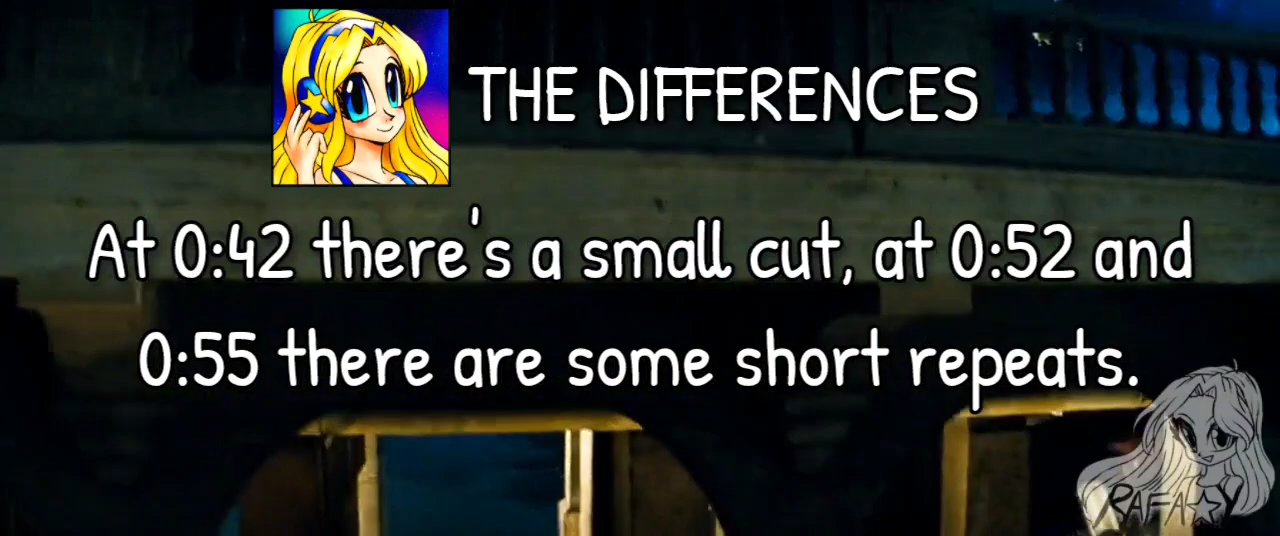 THE DIFFERENCES
At 0:42 there's a small cut, at 0:52 and
0:55 there are some short repeats.
RAFA☆Y